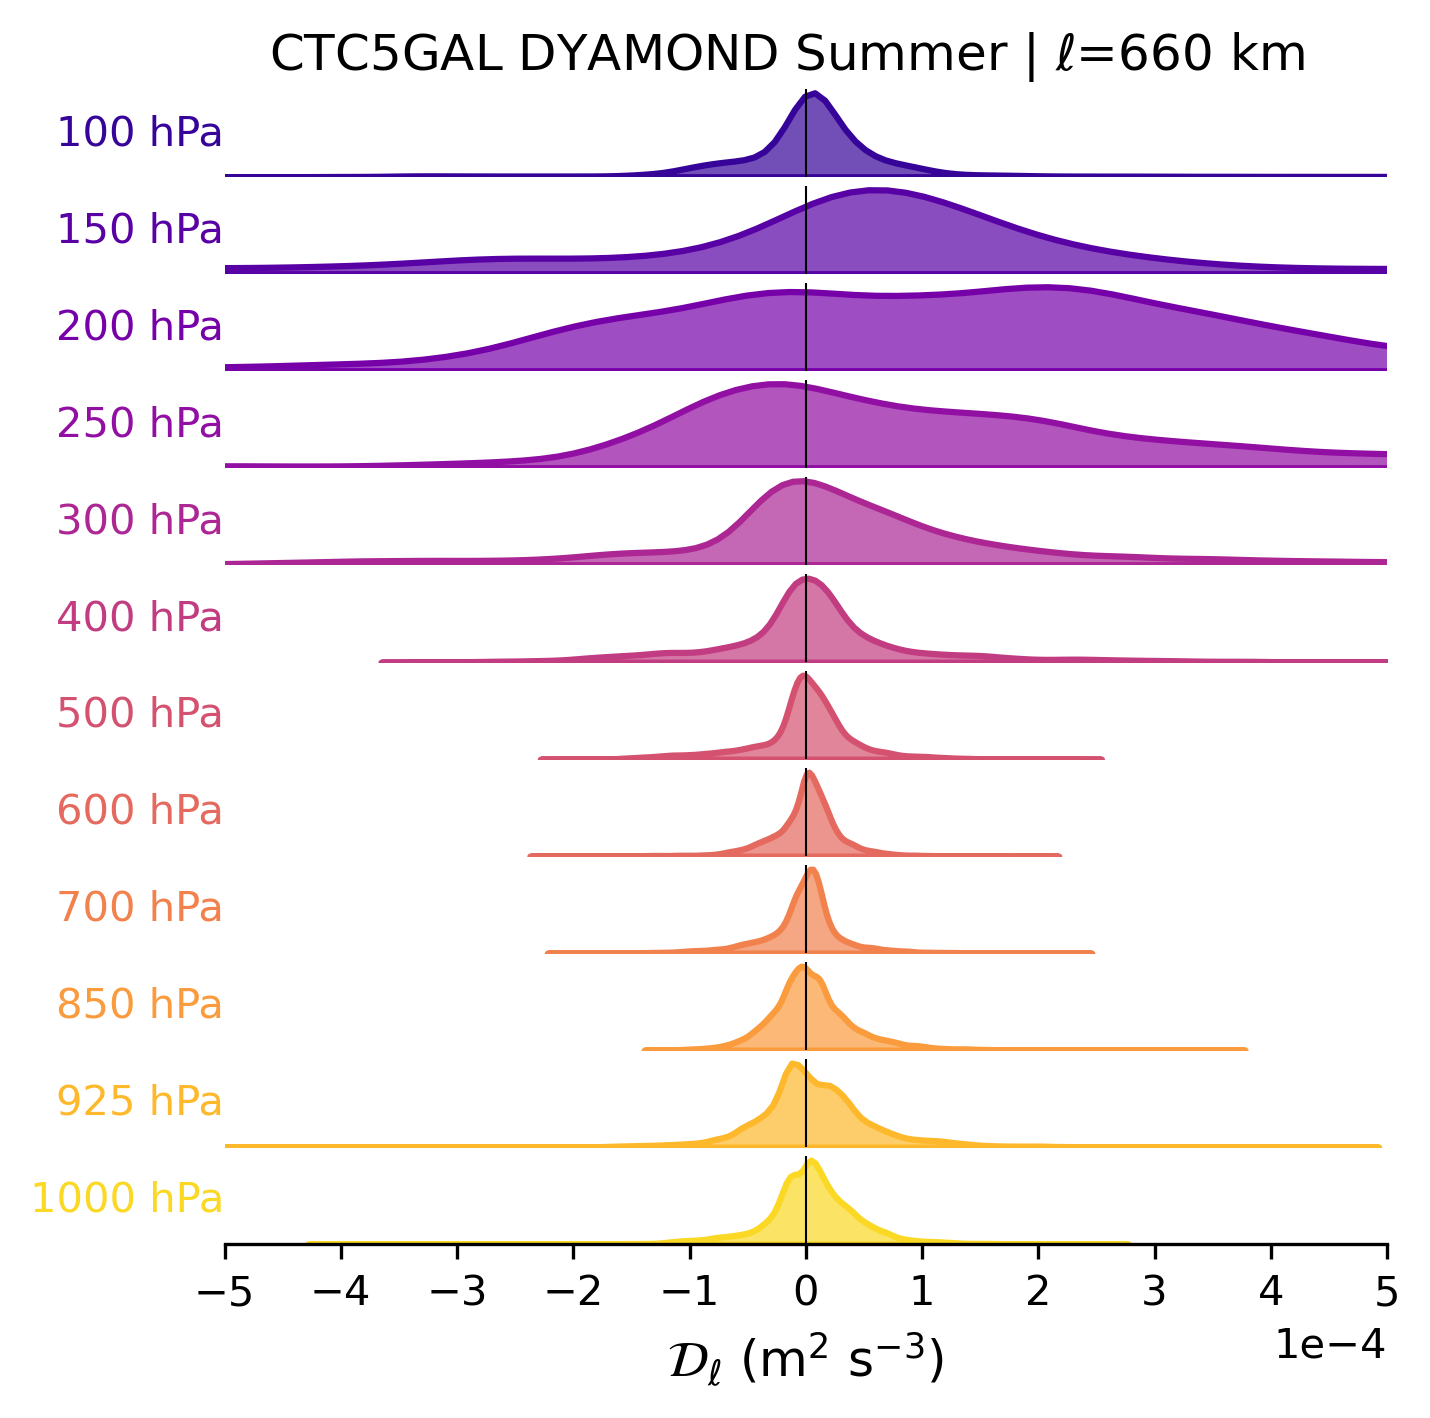 CTC5GAL DYAMOND Summer | ℓ=660 km
100 hPa
150 hPa
200 hPa
250 hPa
300 hPa
400 hPa
500 hPa
600 hPa
700 hPa
850 hPa
925 hPa
1000 hPa
−5 −4 −3 −2 −1 0 1 2 3 4 5
1e−4
𝒟ℓ (m² s⁻³)